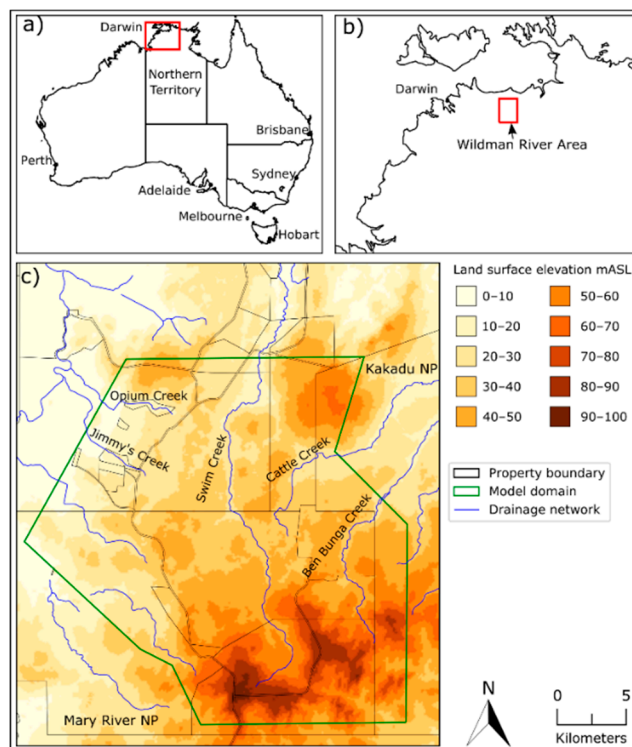 a)
Darwin
Northern
Territory
Brisbane
Perth
Sydney
Adelaide
Melbourne
Hobart
b)
Darwin
Wildman River Area
c)
Kakadu NP
Opium Creek
Jimmy's Creek
Swim Creek
Cattle Creek
Ben Bunga Creek
Mary River NP
Land surface elevation mASL
0–10
10–20
20–30
30–40
40–50
50–60
60–70
70–80
80–90
90–100
Property boundary
Model domain
Drainage network
N
0 5
Kilometers